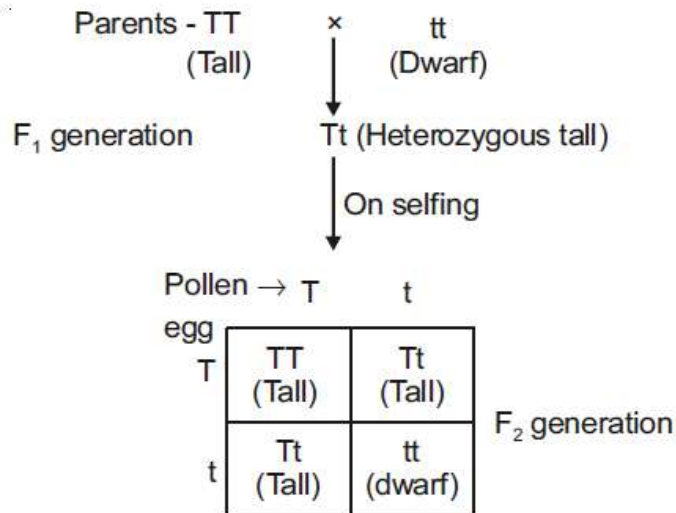 Parents - TT × tt
(Tall) (Dwarf)
F₁ generation Tt (Heterozygous tall)
On selfing
Pollen → T t
egg
T TT Tt
(Tall) (Tall)
F₂ generation
t Tt tt
(Tall) (dwarf)